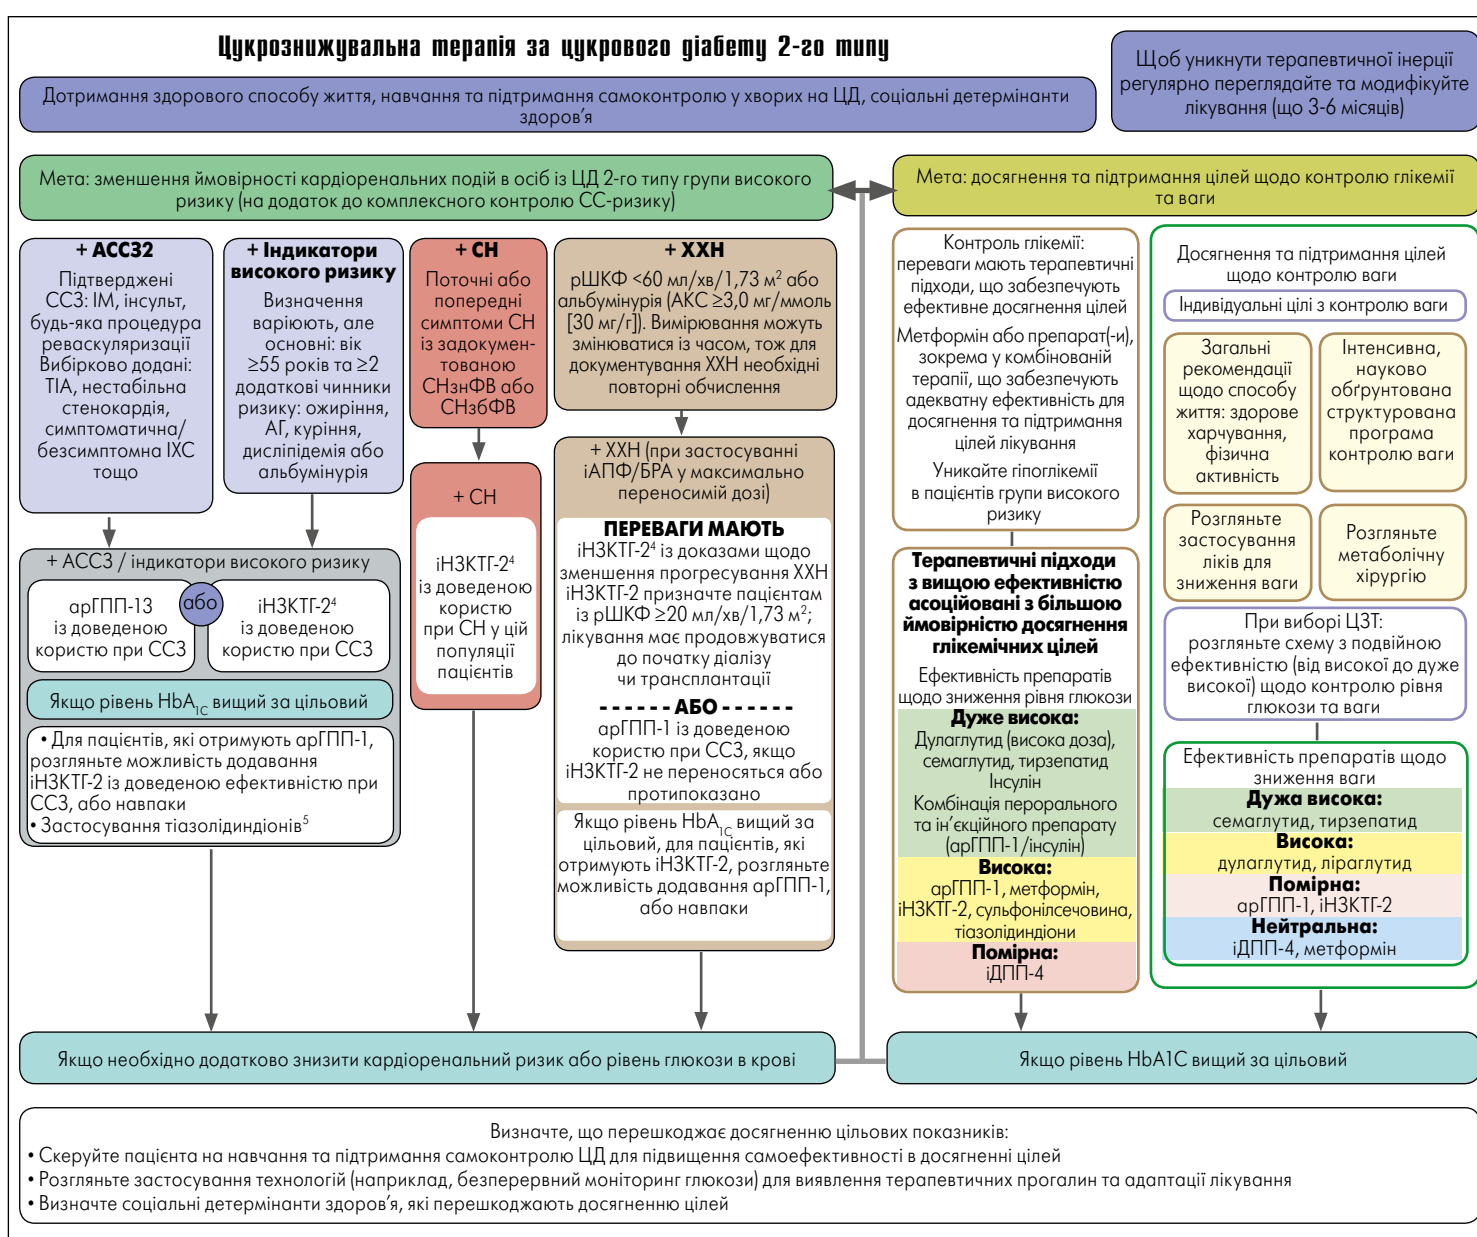 Цукрознижувальна терапія за цукрового діабету 2-го типу
Щоб уникнути терапевтичної інерції
регулярно переглядайте та модифікуйте
лікування (що 3-6 місяців)
Дотримання здорового способу життя, навчання та підтримання самоконтролю у хворих на ЦД, соціальні детермінанти
здоров’я
Мета: зменшення ймовірності кардіоренальних подій в осіб із ЦД 2-го типу групи високого
ризику (на додаток до комплексного контролю СС-ризику)
Мета: досягнення та підтримання цілей щодо контролю глікемії
та ваги
+ АСС32
Підтверджені
ССЗ: ІМ, інсульт,
будь-яка процедура
реваскуляризації
Вибірково додані:
ТІА, нестабільна
стенокардія,
симптоматична/
безсимптомна ІХС
тощо
+ Індикатори
високого ризику
Визначення
варіюють, але
основні: вік
≥55 років та ≥2
додаткові чинники
ризику: ожиріння,
АГ, куріння,
дисліпідемія або
альбумінурія
+ СН
Поточні або
попередні
симптоми СН
із задокумен-
тованою
СНзнФВ або
СНзбФВ
+ ХХН
рШКФ <60 мл/хв/1,73 м² або
альбумінурія (АКС ≥3,0 мг/ммоль
[30 мг/г]). Вимірювання можуть
змінюватися із часом, тож для
документування ХХН необхідні
повторні обчислення
+ АССЗ / індикатори високого ризику
арГПП-13
із доведеною
користю при ССЗ
або
іНЗКТГ-2⁴
із доведеною
користю при ССЗ
Якщо рівень HbA1C вищий за цільовий
• Для пацієнтів, які отримують арГПП-1,
розгляньте можливість додавання
іНЗКТГ-2 із доведеною ефективністю при
ССЗ, або навпаки
• Застосування тіазолідиндіонів⁵
+ СН
іНЗКТГ-2⁴
із доведеною
користю
при СН у цій
популяції
пацієнтів
+ ХХН (при застосуванні
іАПФ/БРА у максимально
переносимій дозі)
ПЕРЕВАГИ МАЮТЬ
іНЗКТГ-2⁴ із доказами щодо
зменшення прогресування ХХН
іНЗКТГ-2 призначте пацієнтам
із рШКФ ≥20 мл/хв/1,73 м²;
лікування має продовжуватися
до початку діалізу
чи трансплантації
- - - - - - АБО - - - - - -
арГПП-1 із доведеною
користю при ССЗ, якщо
іНЗКТГ-2 не переносяться або
протипоказано
Якщо рівень HbA1C вищий за
цільовий, для пацієнтів, які
отримують іНЗКТГ-2, розгляньте
можливість додавання арГПП-1,
або навпаки
Контроль глікемії:
переваги мають терапевтичні
підходи, що забезпечують
ефективне досягнення цілей
Метформін або препарат(-и),
зокрема у комбінованій
терапії, що забезпечують
адекватну ефективність для
досягнення та підтримання
цілей лікування
Уникайте гіпоглікемії
в пацієнтів групи високого
ризику
Терапевтичні підходи
з вищою ефективністю
асоційовані з більшою
ймовірністю досягнення
глікемічних цілей
Ефективність препаратів
щодо зниження рівня глюкози
Дуже висока:
Дулаглутид (висока доза),
семаглутид, тирзепатид
Інсулін
Комбінація перорального
та ін’єкційного препарату
(арГПП-1/інсулін)
Висока:
арГПП-1, метформін,
іНЗКТГ-2, сульфонілсечовина,
тіазолідиндіони
Помірна:
іДПП-4
Досягнення та підтримання цілей
щодо контролю ваги
Індивідуальні цілі з контролю ваги
Загальні
рекомендації
щодо способу
життя: здорове
харчування,
фізична
активність
Інтенсивна,
науково
обґрунтована
структурована
програма
контролю ваги
Розгляньте
застосування
ліків для
зниження ваги
Розгляньте
метаболічну
хірургію
При виборі ЦЗТ:
розгляньте схему з подвійною
ефективністю (від високої до дуже
високої) щодо контролю рівня
глюкози та ваги
Ефективність препаратів щодо
зниження ваги
Дужа висока:
семаглутид, тирзепатид
Висока:
дулаглутид, ліраглутид
Помірна:
арГПП-1, іНЗКТГ-2
Нейтральна:
іДПП-4, метформін
Якщо необхідно додатково знизити кардіоренальний ризик або рівень глюкози в крові
Якщо рівень HbA1C вищий за цільовий
Визначте, що перешкоджає досягненню цільових показників:
• Скеруйте пацієнта на навчання та підтримання самоконтролю ЦД для підвищення самоефективності в досягненні цілей
• Розгляньте застосування технологій (наприклад, безперервний моніторинг глюкози) для виявлення терапевтичних прогалин та адаптації лікування
• Визначте соціальні детермінанти здоров’я, які перешкоджають досягненню цілей